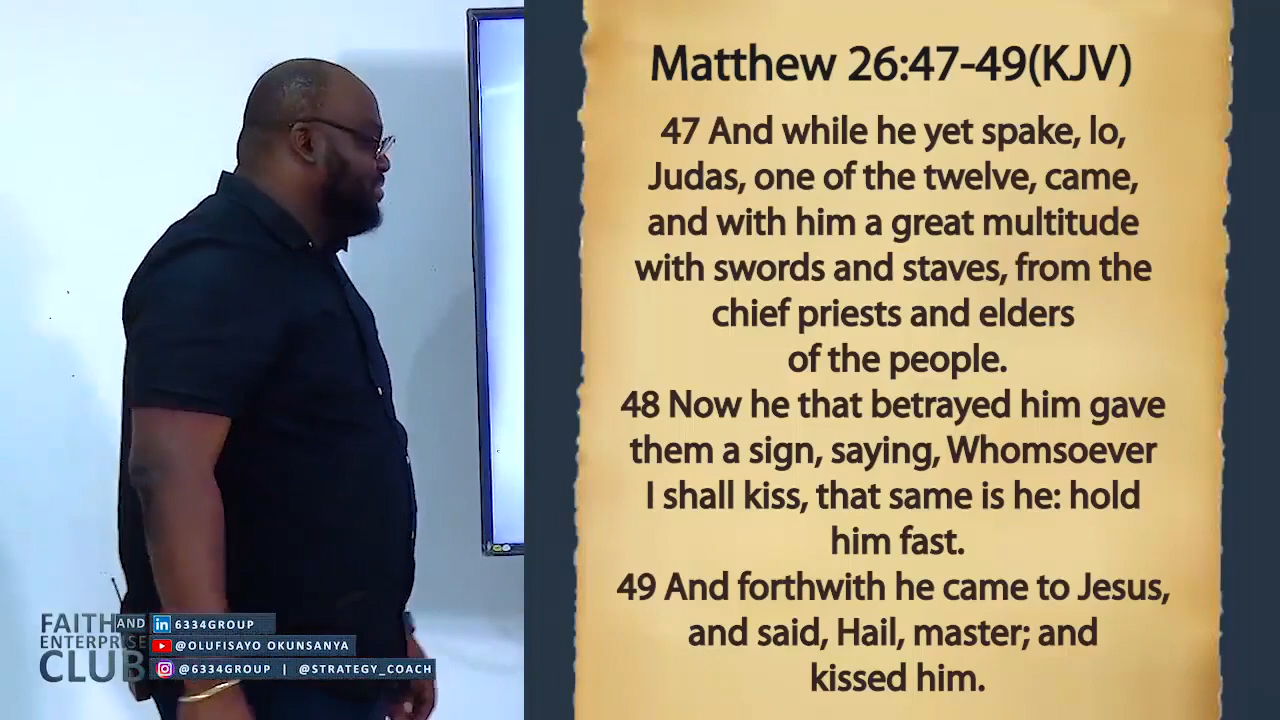 Matthew 26:47-49(KJV)
47 And while he yet spake, lo,
Judas, one of the twelve, came,
and with him a great multitude
with swords and staves, from the
chief priests and elders
of the people.
48 Now he that betrayed him gave
them a sign, saying, Whomsoever
I shall kiss, that same is he: hold
him fast.
49 And forthwith he came to Jesus,
and said, Hail, master; and
kissed him.
FAITH AND
ENTERPRISE
CLUB
in 6334GROUP
@OLUFISAYO OKUNSANYA
@6334GROUP | @STRATEGY_COACH